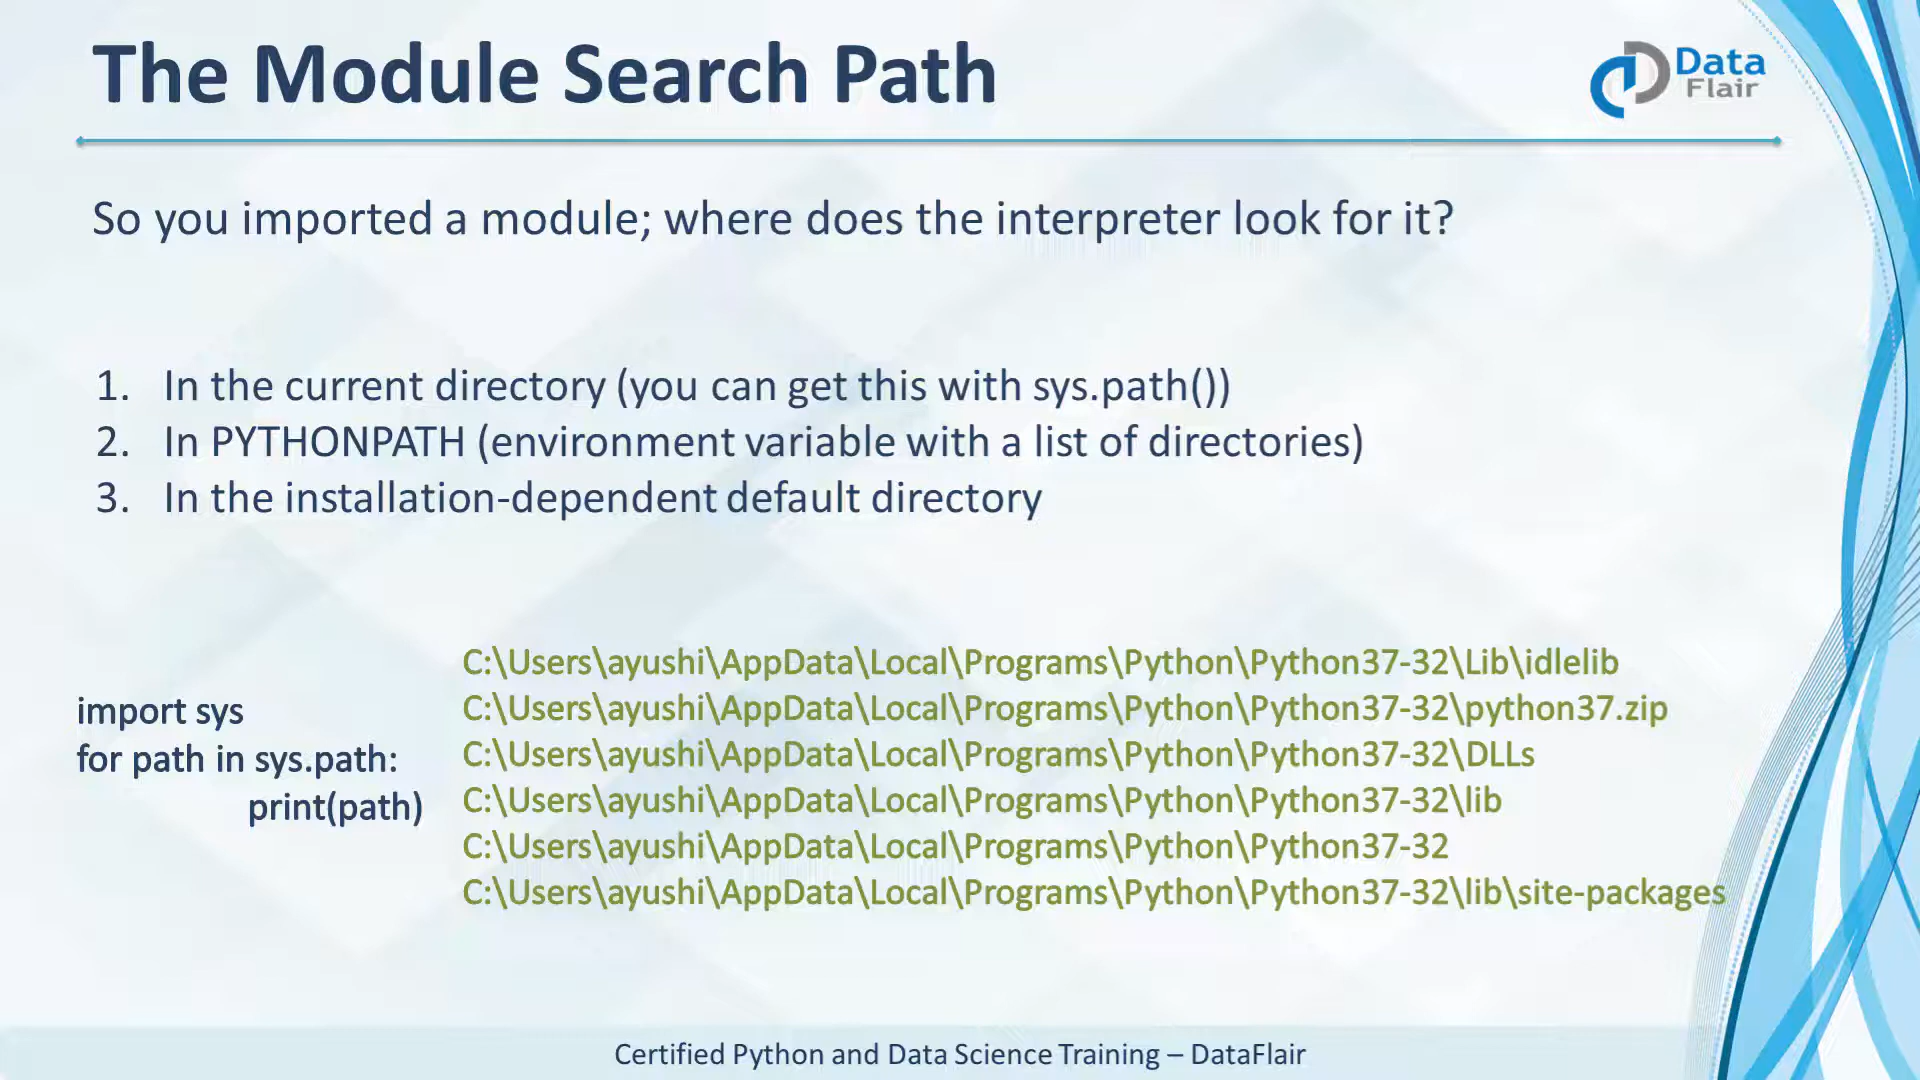 The Module Search Path
Data
Flair
So you imported a module; where does the interpreter look for it?
1. In the current directory (you can get this with sys.path())
2. In PYTHONPATH (environment variable with a list of directories)
3. In the installation-dependent default directory
import sys
for path in sys.path:
print(path)
C:\Users\ayushi\AppData\Local\Programs\Python\Python37-32\Lib\idlelib
C:\Users\ayushi\AppData\Local\Programs\Python\Python37-32\python37.zip
C:\Users\ayushi\AppData\Local\Programs\Python\Python37-32\DLLs
C:\Users\ayushi\AppData\Local\Programs\Python\Python37-32\lib
C:\Users\ayushi\AppData\Local\Programs\Python\Python37-32
C:\Users\ayushi\AppData\Local\Programs\Python\Python37-32\lib\site-packages
Certified Python and Data Science Training – DataFlair